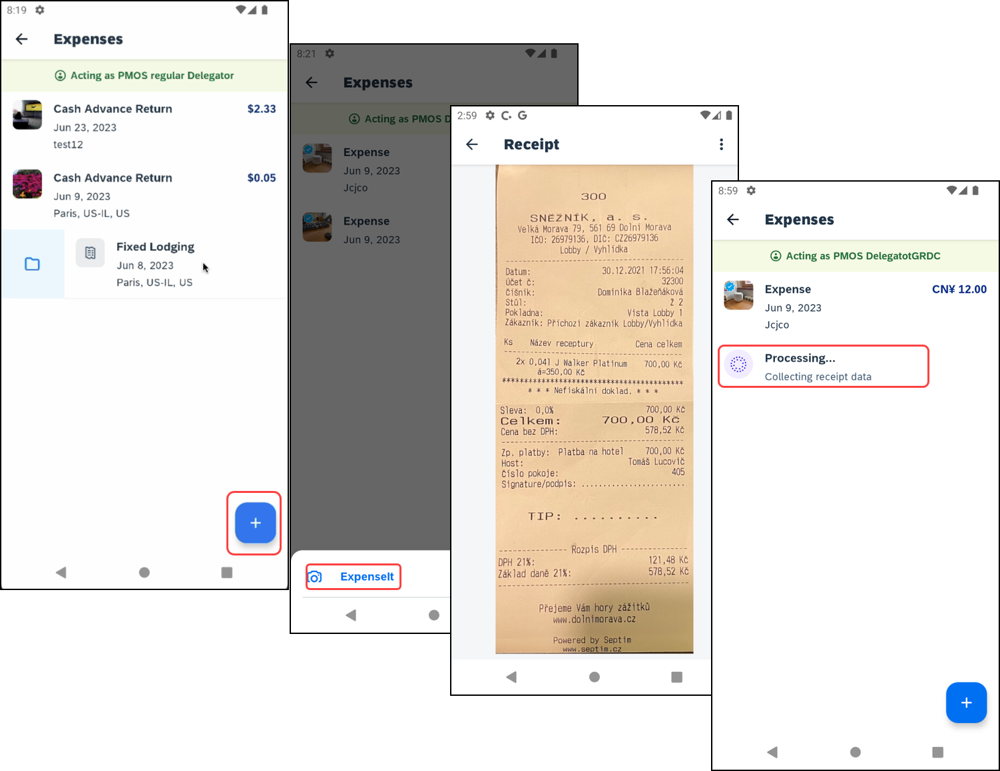 8:19
Expenses
Acting as PMOS regular Delegator
Cash Advance Return $2.33
Jun 23, 2023
test12
Cash Advance Return $0.05
Jun 9, 2023
Paris, US-IL, US
Fixed Lodging
Jun 8, 2023
Paris, US-IL, US
+
8:21
Expenses
Acting as PMOS D
Expense
Jun 9, 2023
Jcjco
Expense
Jun 9, 2023
ExpenseIt
2:59
Receipt
300
SNĚŽNÍK, a. s.
Velká Morava 79, 561 69 Dolní Morava
IČO: 26979136, DIČ: CZ26979136
Lobby / Vyhlídka
Datum: 30.12.2021 17:56:04
Účet č: 32300
Číšník: Dominika Blažeňáková
Stůl: Ž 2
Pokladna: Vista Lobby 1
Zákazník: Příchozí zákazník Lobby/Vyhlídka
Ks Název receptury Cena celkem
2x 0,04l J Walker Platinum 700,00 Kč
á=350,00 Kč
****************************************
* * * Nefiskální doklad. * * *
Sleva: 0,0% 700,00 Kč
Celkem: 700,00 Kč
Cena bez DPH: 578,52 Kč
Zp. platby: Platba na hotel 700,00 Kč
Host: Tomáš Lucovič
Číslo pokoje: 405
Signature/podpis: ........................
TIP: ..........
Rozpis DPH
DPH 21%: 121,48 Kč
Základ daně 21%: 578,52 Kč
Přejeme Vám hory zážitků
www.dolnimorava.cz
Powered by Septim
www.septim.cz
8:59
Expenses
Acting as PMOS DelegatotGRDC
Expense CN¥ 12.00
Jun 9, 2023
Jcjco
Processing...
Collecting receipt data
+